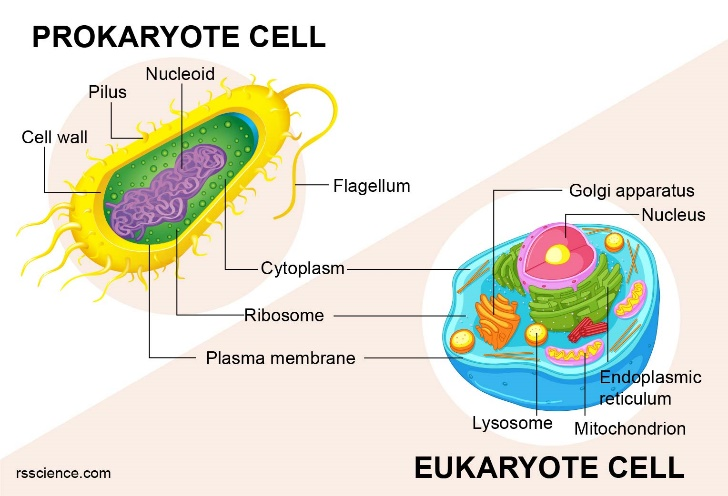 PROKARYOTE CELL
Nucleoid
Pilus
Cell wall
Flagellum
Golgi apparatus
Nucleus
Cytoplasm
Ribosome
Plasma membrane
Endoplasmic
reticulum
Lysosome
Mitochondrion
EUKARYOTE CELL
rsscience.com